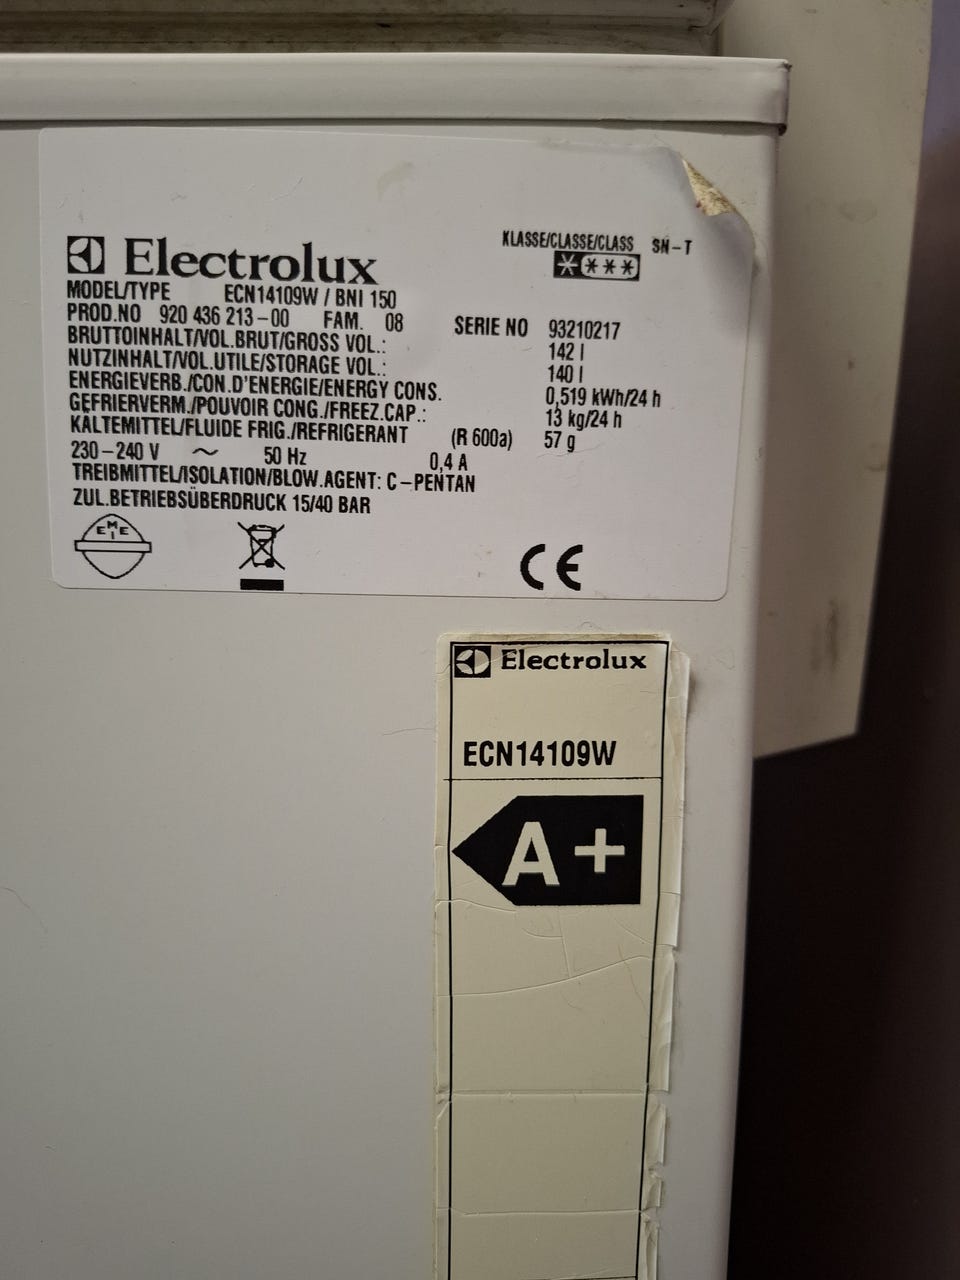 Electrolux
KLASSE/CLASSE/CLASS SN-T
MODEL/TYPE ECN14109W / BNI 150
PROD.NO 920 436 213-00 FAM. 08 SERIE NO 93210217
BRUTTOINHALT/VOL.BRUT/GROSS VOL.: 142 l
NUTZINHALT/VOL.UTILE/STORAGE VOL.: 140 l
ENERGIEVERB./CON.D'ENERGIE/ENERGY CONS. 0,519 kWh/24 h
GEFRIERVERM./POUVOIR CONG./FREEZ.CAP.: 13 kg/24 h
KÄLTEMITTEL/FLUIDE FRIG./REFRIGERANT (R 600a) 57 g
230-240 V ~ 50 Hz 0,4 A
TREIBMITTEL/ISOLATION/BLOW.AGENT: C-PENTAN
ZUL.BETRIEBSÜBERDRUCK 15/40 BAR
EMEI
CE
Electrolux
ECN14109W
A+